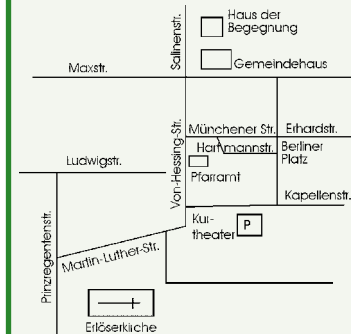 Haus der
Begegnung
Salinenstr.
Gemeindehaus
Maxstr.
Münchener Str.
Erhardstr.
Hartmannstr.
Berliner
Platz
Ludwigstr.
Pfarramt
Von-Hessing-Str.
Kapellenstr.
Kur-
theater
P
Prinzregentenstr.
Martin-Luther-Str.
Erlöserkirche